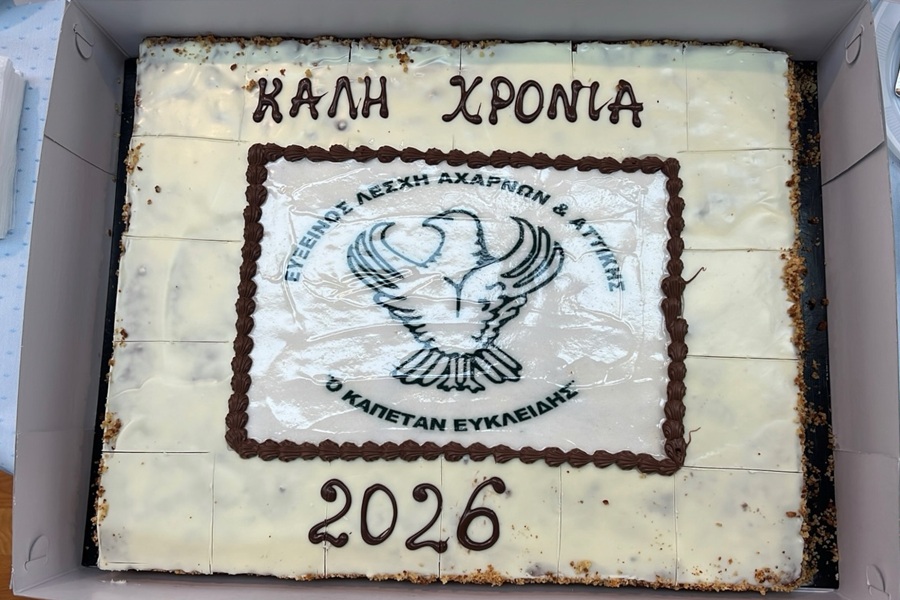 ΚΑΛΗ ΧΡΟΝΙΑ
ΕΥΞΕΙΝΟΣ ΛΕΣΧΗ ΑΧΑΡΝΩΝ & ΑΤΤΙΚΗΣ
"Ο ΚΑΠΕΤΑΝ ΕΥΚΛΕΙΔΗΣ"
2026